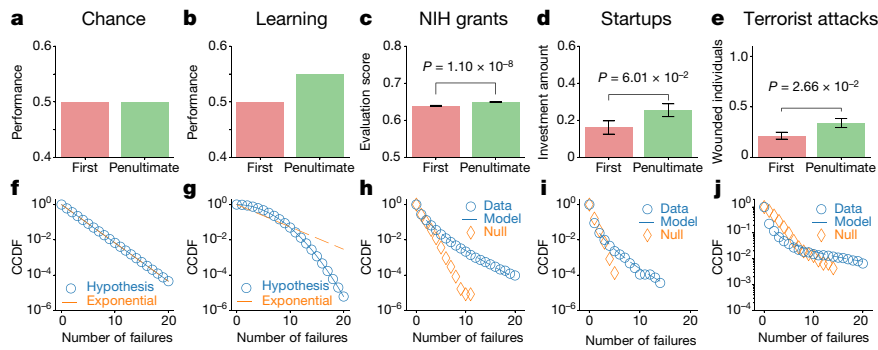 a Chance
b Learning
c NIH grants
d Startups
e Terrorist attacks
Performance
0.6
0.5
0.4
First Penultimate
Performance
0.6
0.5
0.4
First Penultimate
Evaluation score
0.8
0.7
0.6
P = 1.10 × 10⁻⁸
First Penultimate
Investment amount
0.6
0.4
0.2
0
P = 6.01 × 10⁻²
First Penultimate
Wounded individuals
1.0
0.5
0
P = 2.66 × 10⁻²
First Penultimate
f
CCDF
10⁰
10⁻²
10⁻⁴
10⁻⁶
Hypothesis
Exponential
0 10 20
Number of failures
g
CCDF
10⁰
10⁻²
10⁻⁴
10⁻⁶
Hypothesis
Exponential
0 10 20
Number of failures
h
CCDF
10⁰
10⁻²
10⁻⁴
10⁻⁶
Data
Model
Null
0 10 20
Number of failures
i
CCDF
10⁰
10⁻²
10⁻⁴
10⁻⁶
Data
Model
Null
0 10 20
Number of failures
j
CCDF
10⁰
10⁻¹
10⁻²
10⁻³
10⁻⁴
Data
Model
Null
0 10 20
Number of failures